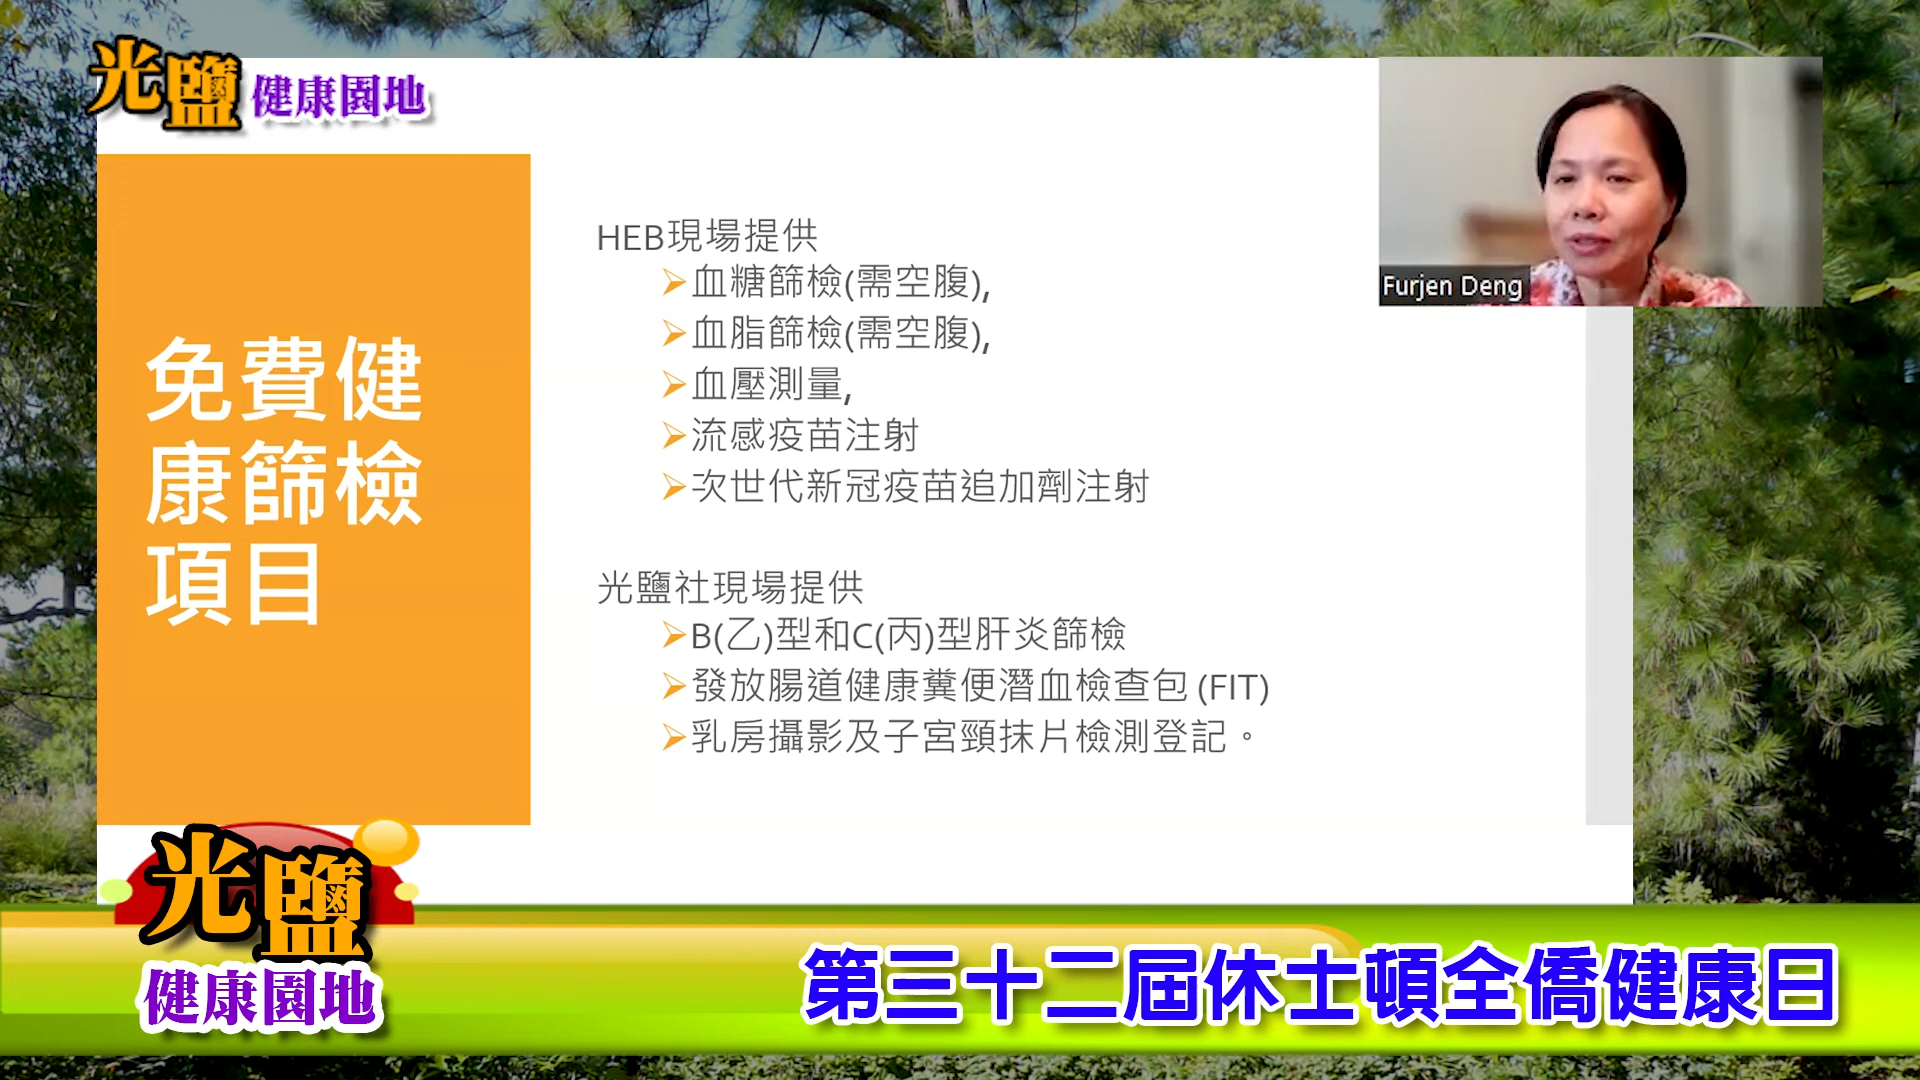 光鹽 健康園地
Furjen Deng
免費健
康篩檢
項目
HEB現場提供
➢血糖篩檢(需空腹),
➢血脂篩檢(需空腹),
➢血壓測量,
➢流感疫苗注射
➢次世代新冠疫苗追加劑注射
光鹽社現場提供
➢B(乙)型和C(丙)型肝炎篩檢
➢發放腸道健康糞便潛血檢查包 (FIT)
➢乳房攝影及子宮頸抹片檢測登記。
光鹽
健康園地
第三十二屆休士頓全僑健康日